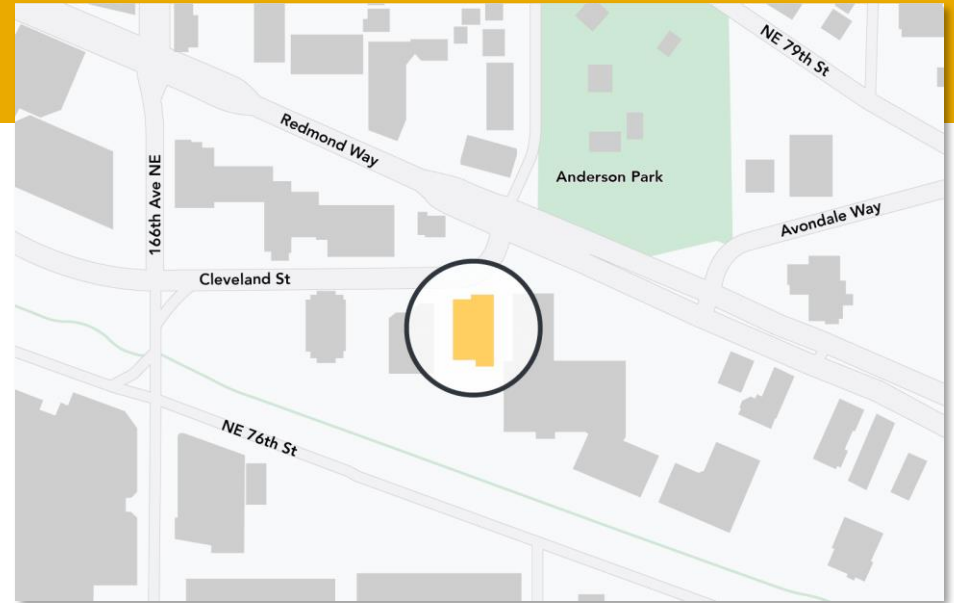 NE 79th St
Redmond Way
166th Ave NE
Anderson Park
Avondale Way
Cleveland St
NE 76th St